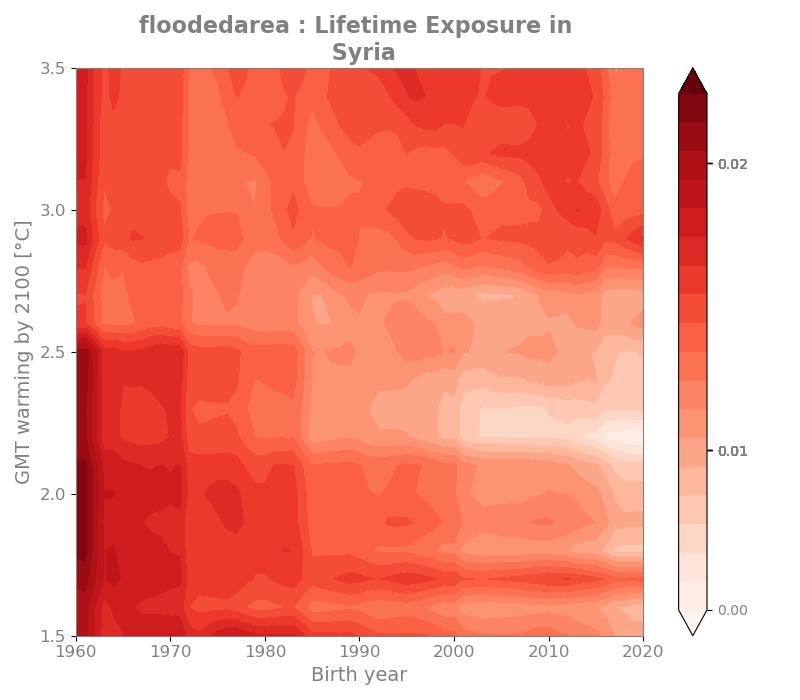 floodedarea : Lifetime Exposure in
Syria
3.5
3.0
2.5
2.0
1.5
GMT warming by 2100 [°C]
1960 1970 1980 1990 2000 2010 2020
Birth year
0.02
0.01
0.00